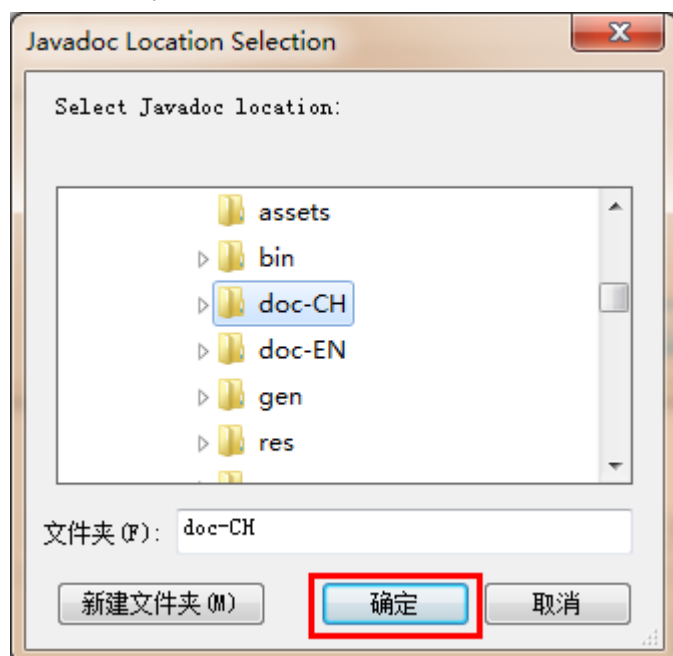 Javadoc Location Selection
Select Javadoc location:
assets
bin
doc-CH
doc-EN
gen
res
文件夹(F): doc-CH
新建文件夹(M) 确定 取消